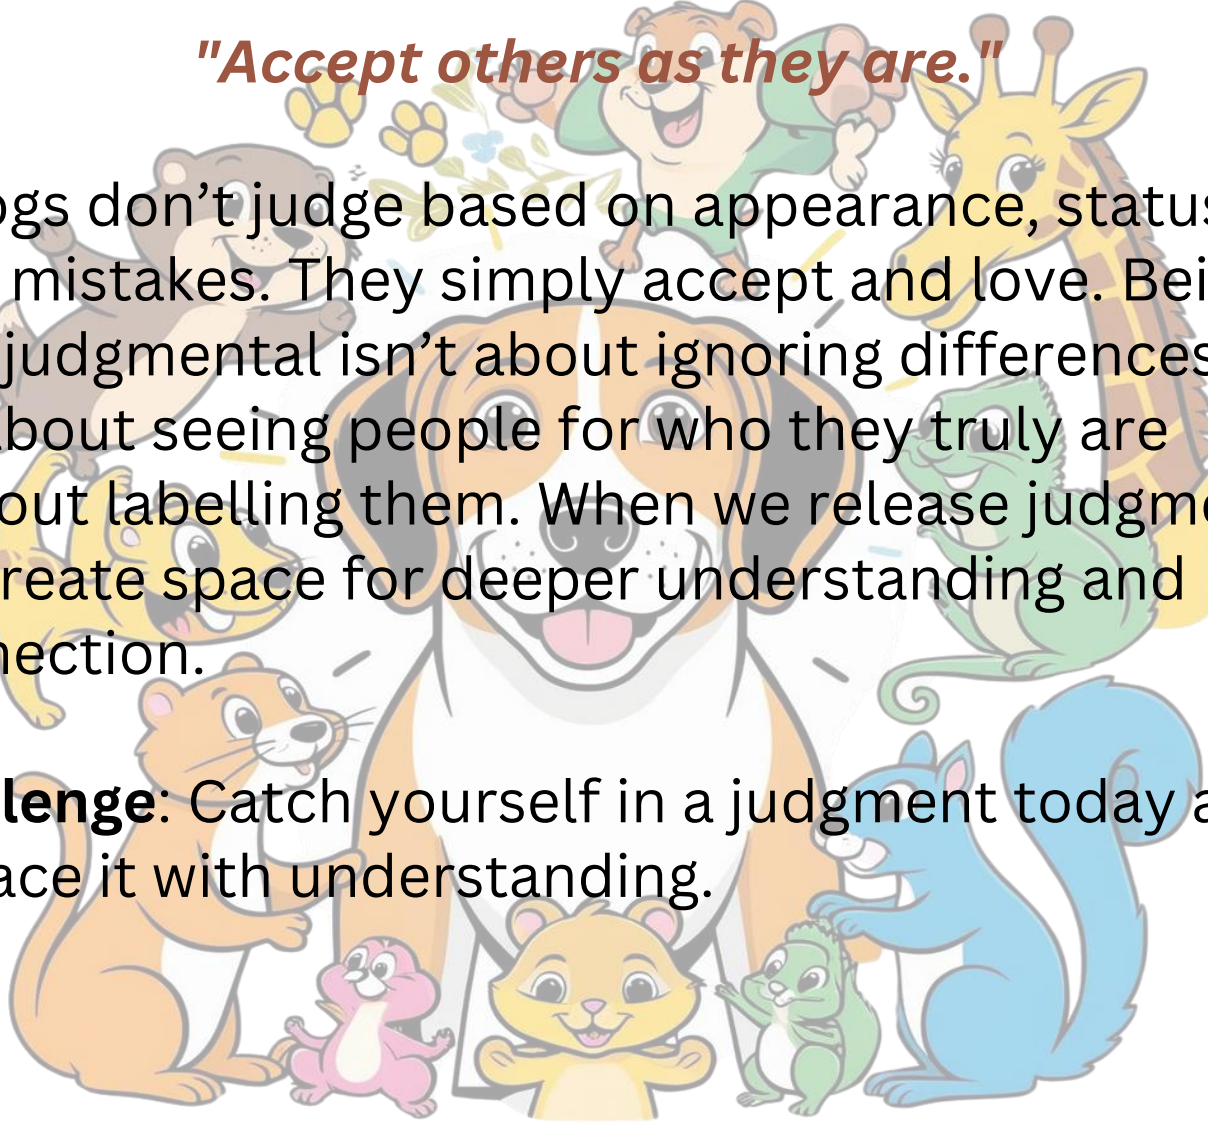 "Accept others as they are."
ogs don’t judge based on appearance, status
mistakes. They simply accept and love. Bei
judgmental isn’t about ignoring differences
bout seeing people for who they truly are
out labelling them. When we release judgme
reate space for deeper understanding and
nection.
lenge: Catch yourself in a judgment today a
ace it with understanding.